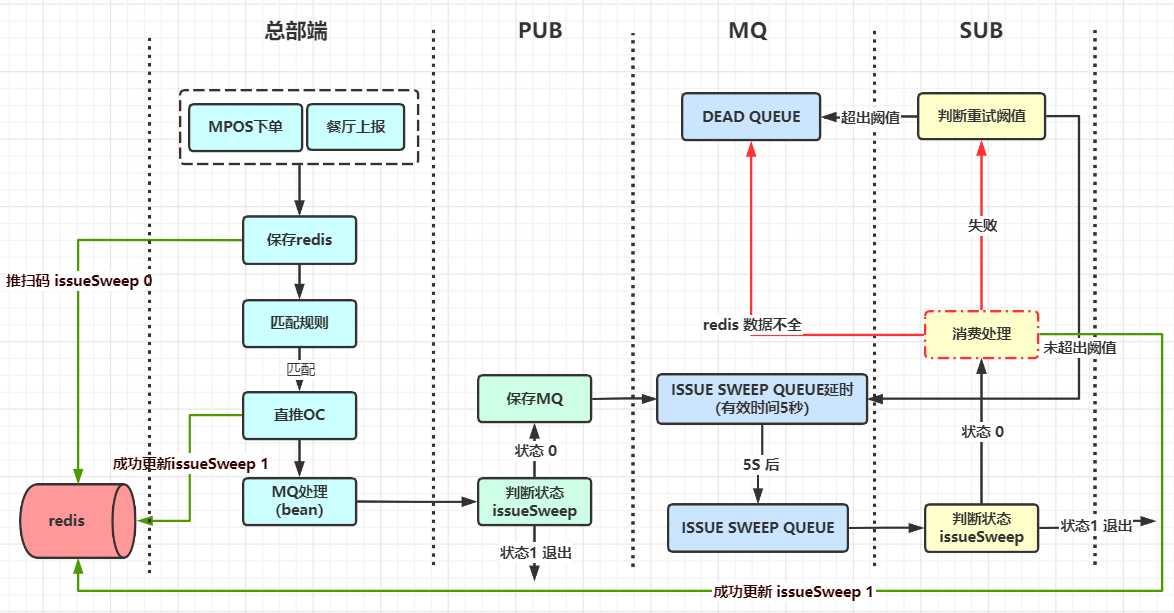 总部端
PUB
MQ
SUB
MPOS下单
餐厅上报
DEAD QUEUE
超出阙值
判断重试阙值
保存redis
失败
推扫码 issueSweep 0
匹配规则
redis 数据不全
消费处理
未超出阙值
匹配
直推OC
保存MQ
ISSUE SWEEP QUEUE延时
(有效时间5秒)
状态 0
状态 0
成功更新issueSweep 1
5S 后
MQ处理
(bean)
判断状态
issueSweep
redis
ISSUE SWEEP QUEUE
判断状态
issueSweep
状态1 退出
状态1 退出
成功更新 issueSweep 1